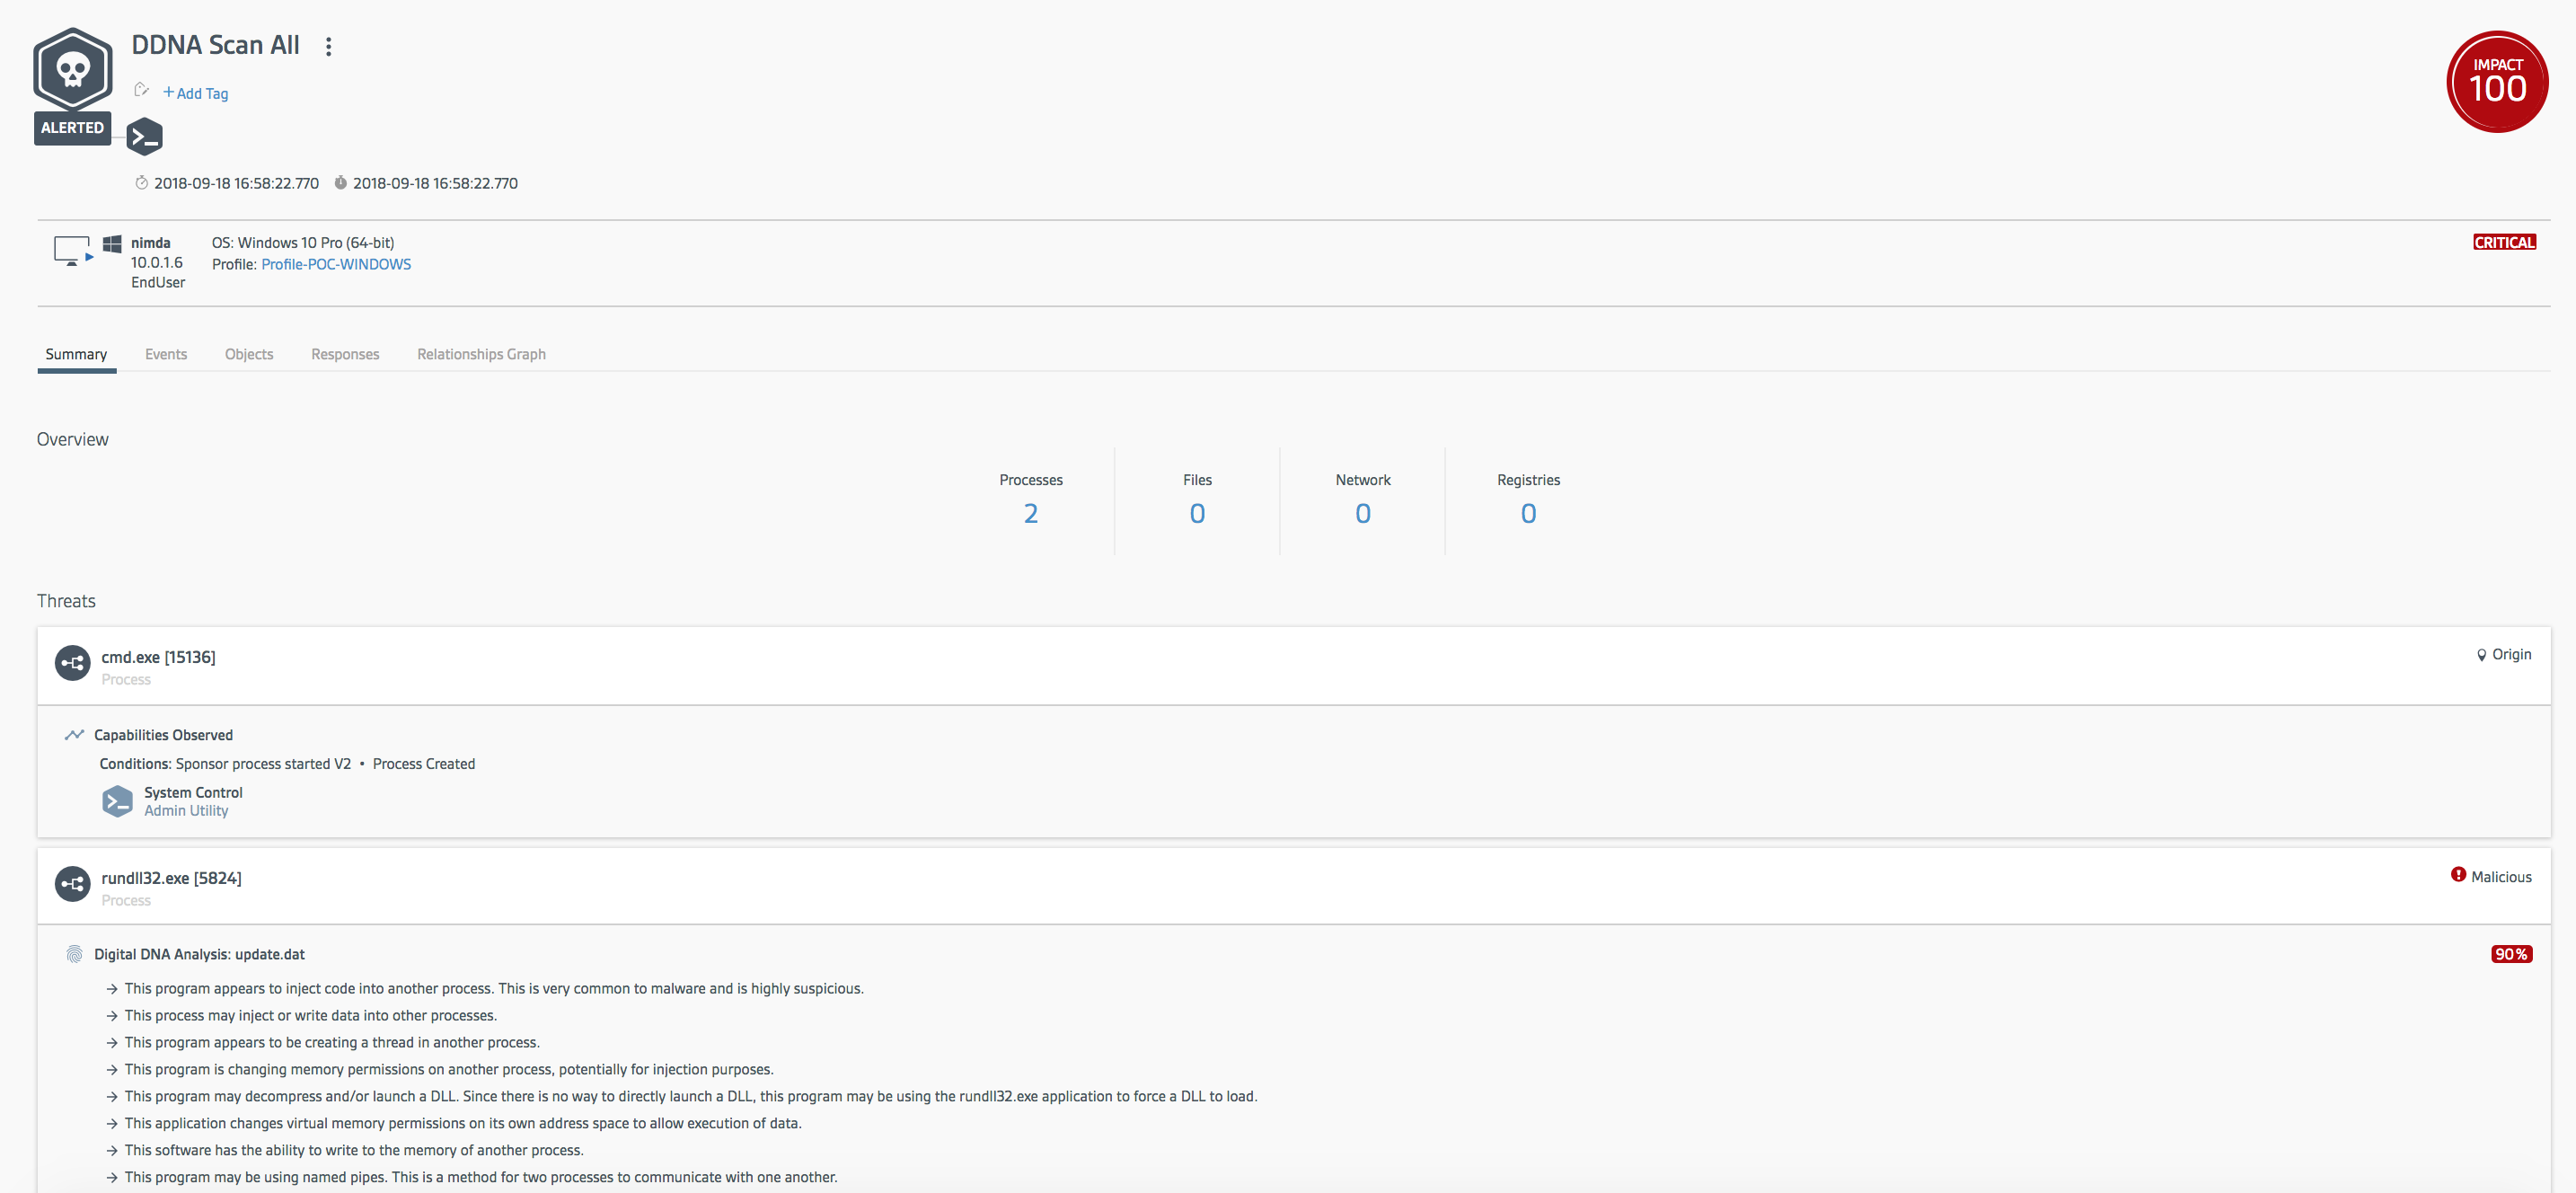 DDNA Scan All
+ Add Tag
ALERTED
2018-09-18 16:58:22.770 2018-09-18 16:58:22.770
IMPACT
100
nimda
10.0.1.6
EndUser
OS: Windows 10 Pro (64-bit)
Profile: Profile-POC-WINDOWS
CRITICAL
Summary Events Objects Responses Relationships Graph
Overview
Processes Files Network Registries
2 0 0 0
Threats
cmd.exe [15136]
Process
Origin
Capabilities Observed
Conditions: Sponsor process started V2 • Process Created
System Control
Admin Utility
rundll32.exe [5824]
Process
Malicious
Digital DNA Analysis: update.dat
90%
→ This program appears to inject code into another process. This is very common to malware and is highly suspicious.
→ This process may inject or write data into other processes.
→ This program appears to be creating a thread in another process.
→ This program is changing memory permissions on another process, potentially for injection purposes.
→ This program may decompress and/or launch a DLL. Since there is no way to directly launch a DLL, this program may be using the rundll32.exe application to force a DLL to load.
→ This application changes virtual memory permissions on its own address space to allow execution of data.
→ This software has the ability to write to the memory of another process.
→ This program may be using named pipes. This is a method for two processes to communicate with one another.